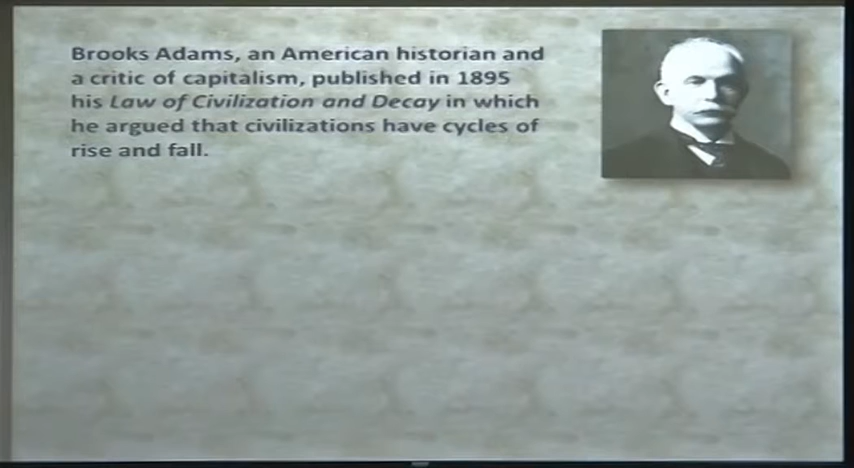 Brooks Adams, an American historian and
a critic of capitalism, published in 1895
his Law of Civilization and Decay in which
he argued that civilizations have cycles of
rise and fall.